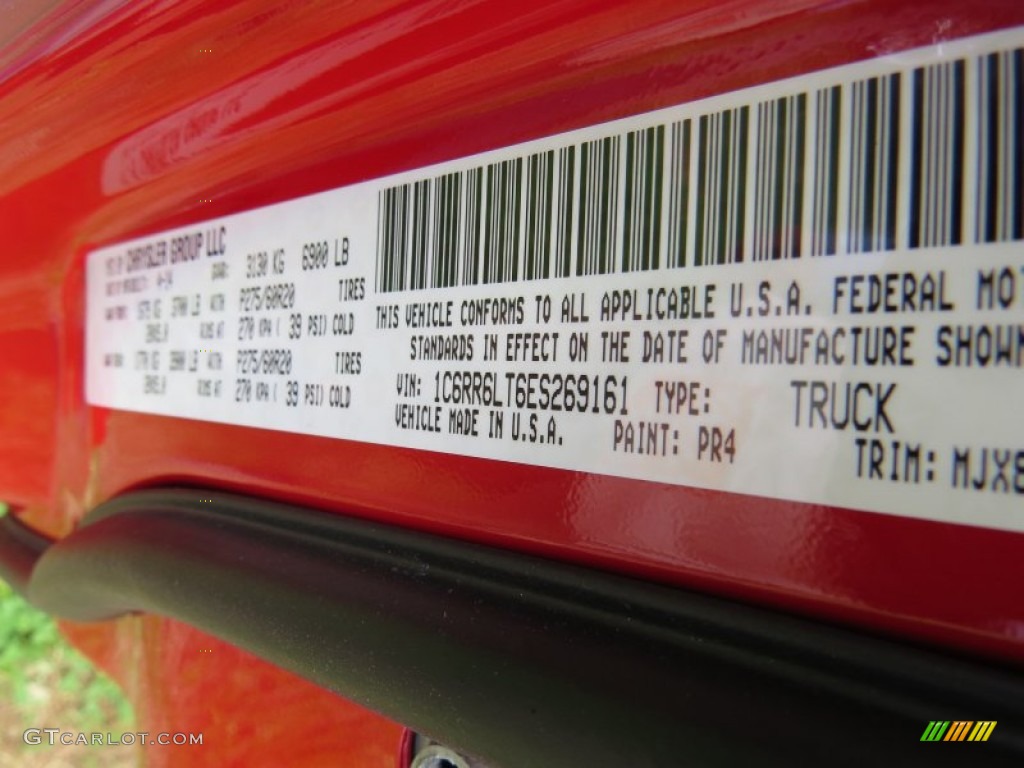 CHRYSLER GROUP LLC
3130 KG 6900 LB
P275/60R20 TIRES
270 KPA ( 39 PSI) COLD
P275/60R20 TIRES
270 KPA ( 39 PSI) COLD
THIS VEHICLE CONFORMS TO ALL APPLICABLE U.S.A. FEDERAL
STANDARDS IN EFFECT ON THE DATE OF MANUFACTURE SHOWN
VIN: 1C6RR6LT6ES269161 TYPE: TRUCK
VEHICLE MADE IN U.S.A. PAINT: PR4 TRIM:
GTCARLOT.COM